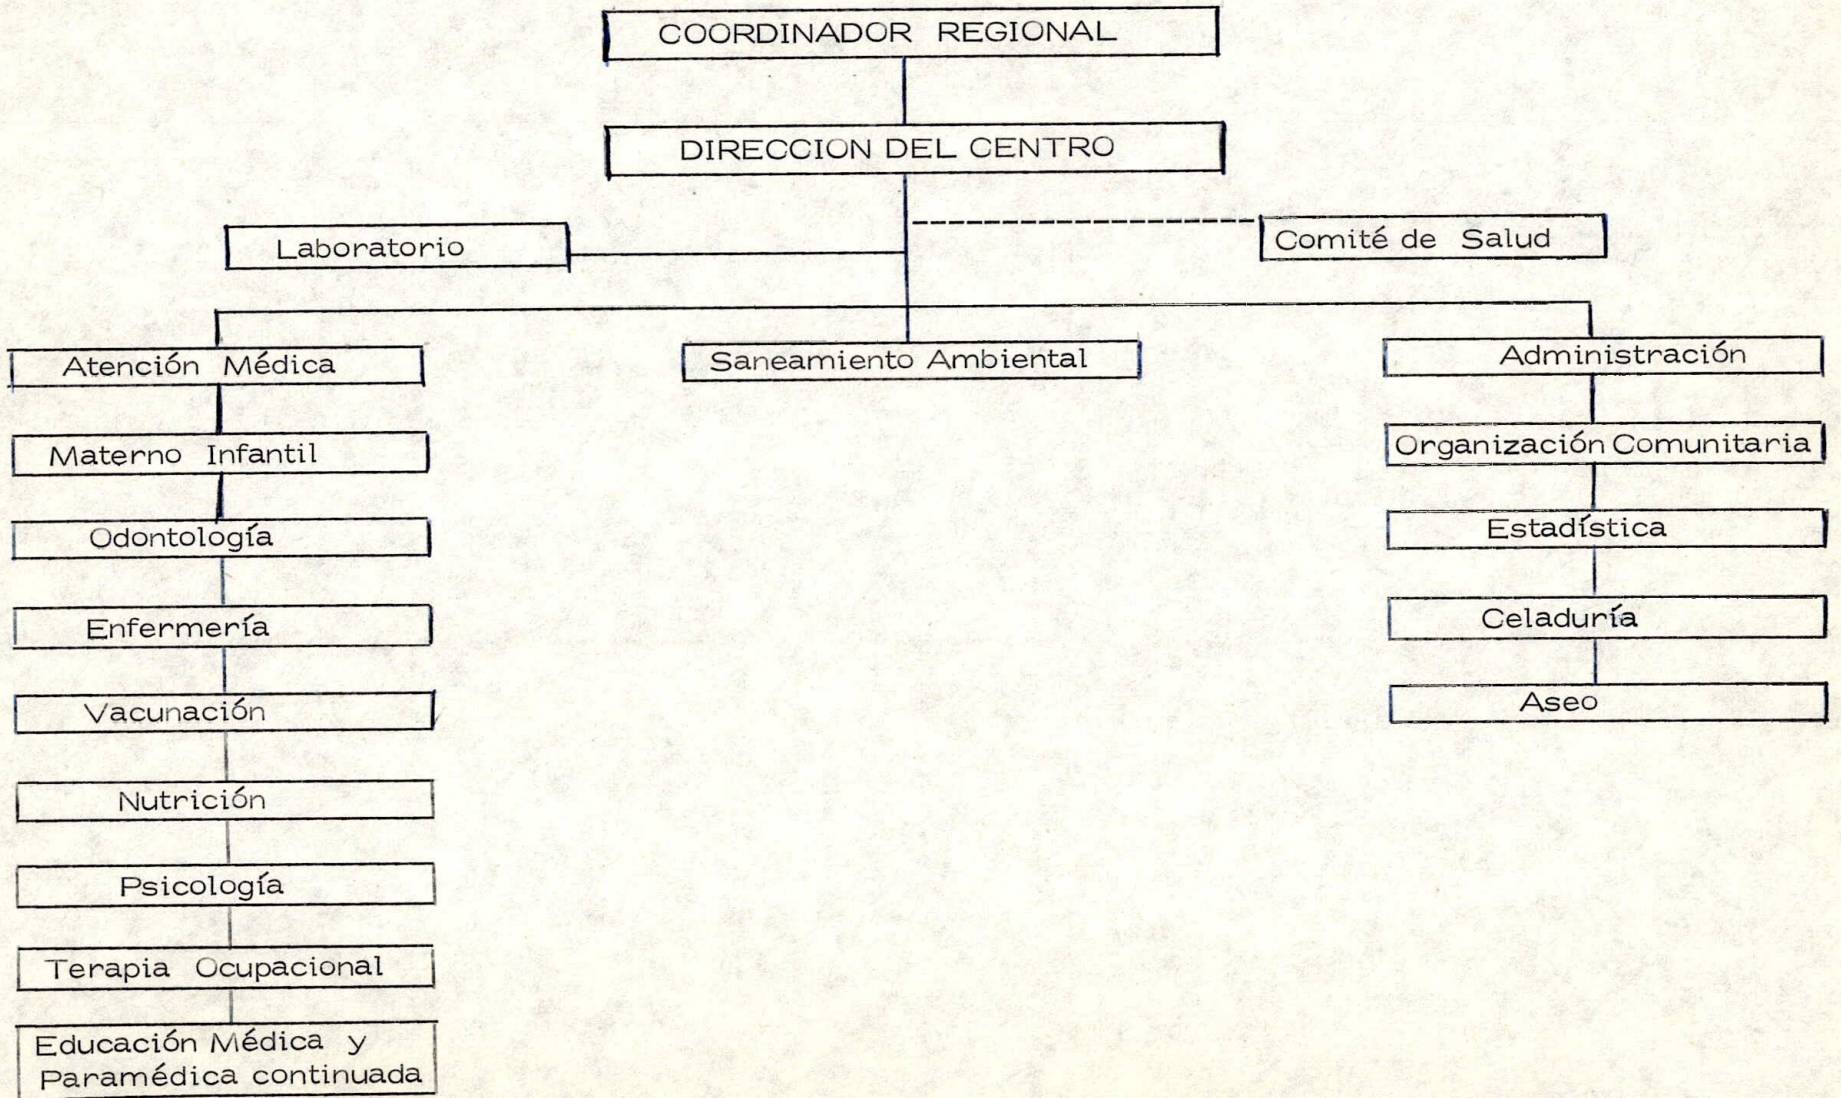 COORDINADOR REGIONAL
DIRECCION DEL CENTRO
Laboratorio
Comité de Salud
Atención Médica
Saneamiento Ambiental
Administración
Materno Infantil
Organización Comunitaria
Odontología
Estadística
Enfermería
Celaduría
Vacunación
Aseo
Nutrición
Psicología
Terapia Ocupacional
Educación Médica y
Paramédica continuada